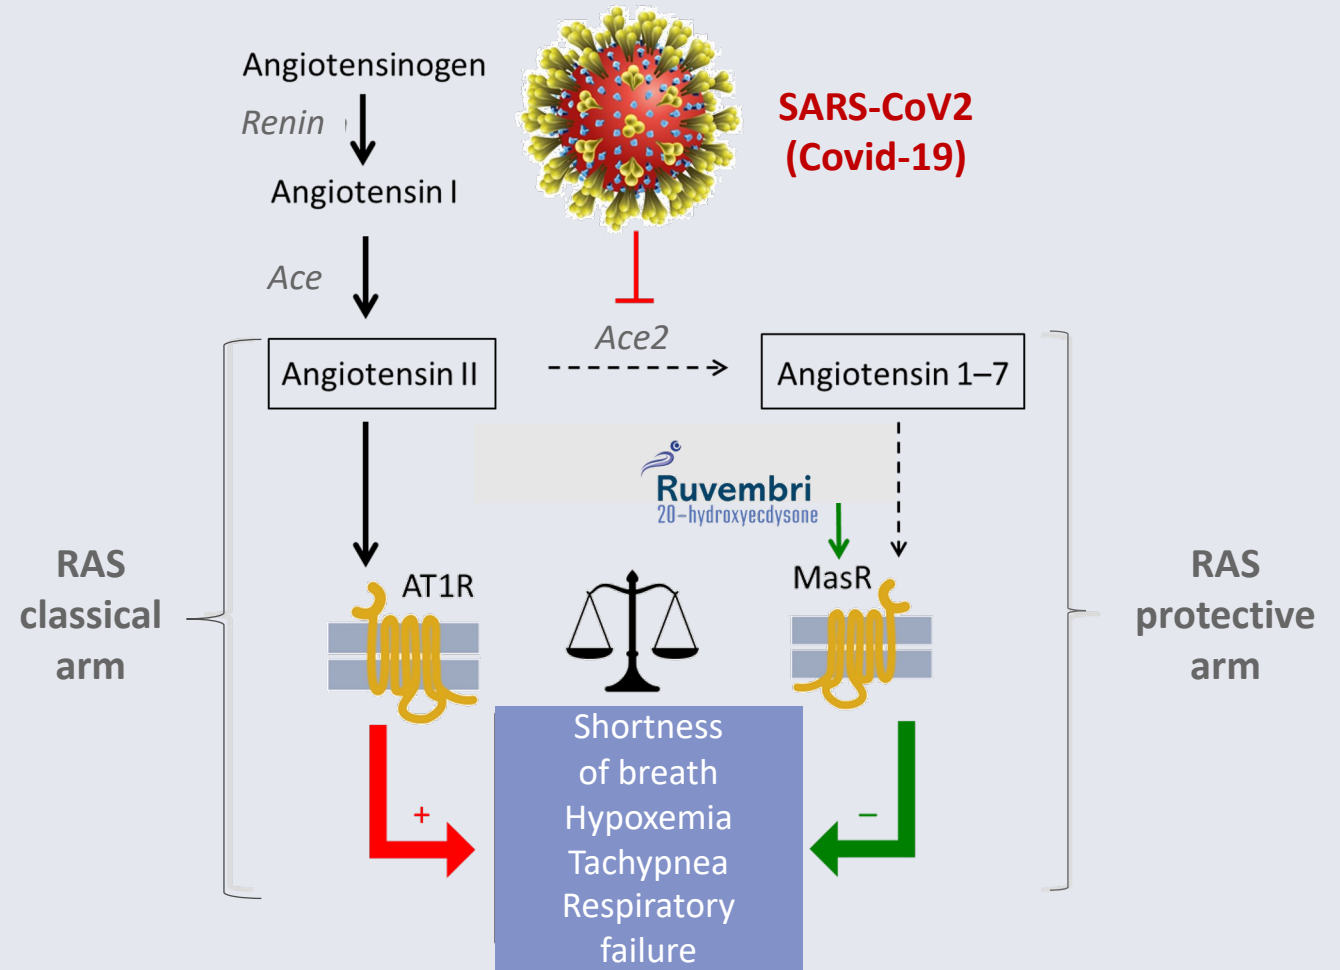 Angiotensinogen
Renin
Angiotensin I
Ace
SARS-CoV2
(Covid-19)
Ace2
Angiotensin II
Angiotensin 1–7
Ruvembri
20-hydroxyecdysone
RAS
classical
arm
AT1R
MasR
RAS
protective
arm
+
–
Shortness
of breath
Hypoxemia
Tachypnea
Respiratory
failure